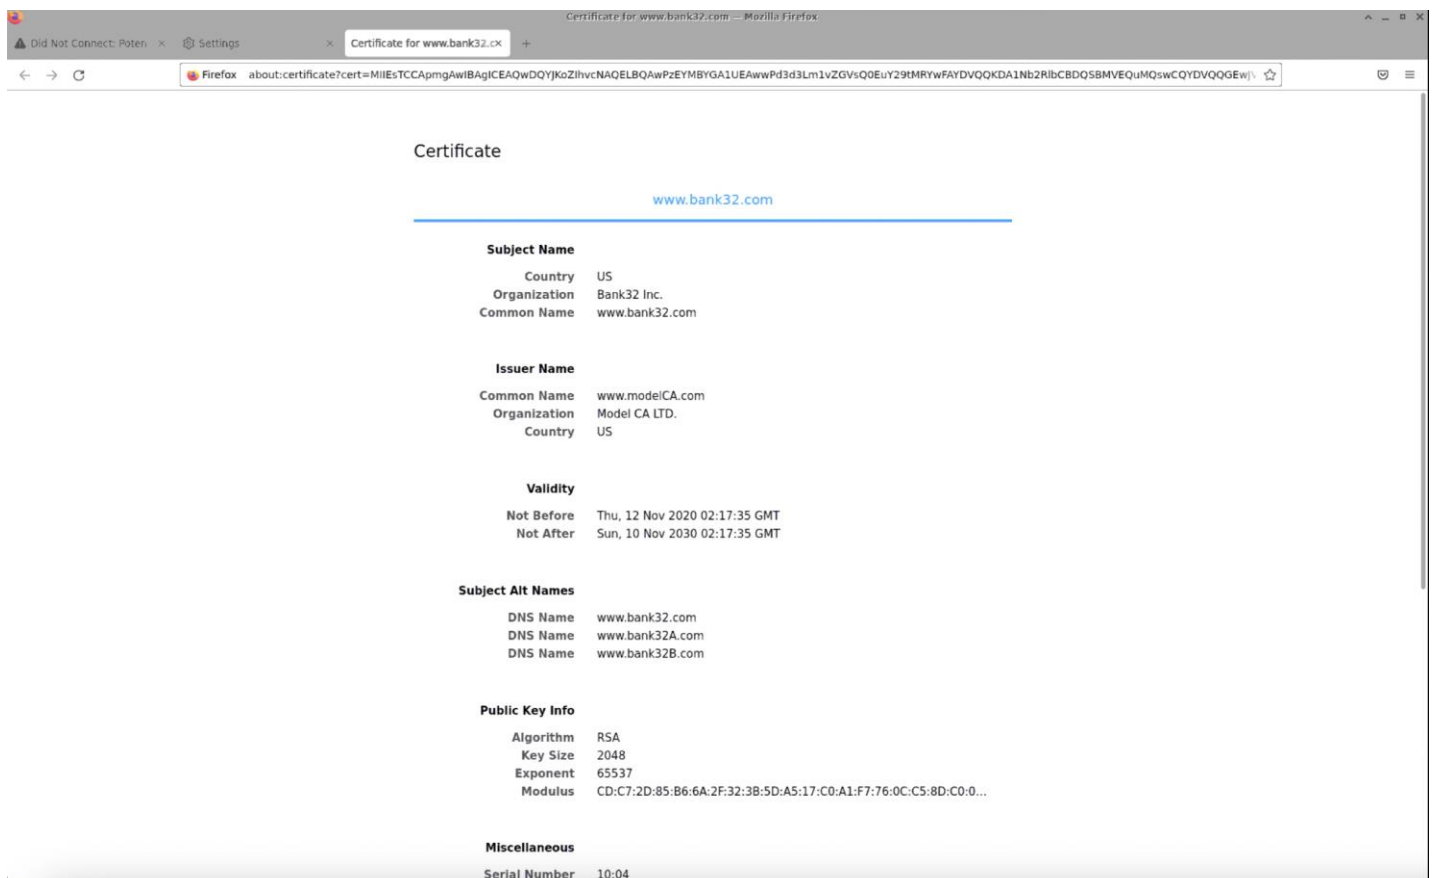 Certificate for www.bank32.com — Mozilla Firefox
Did Not Connect: Poten
Settings
Certificate for www.bank32.c
Firefox about:certificate?cert=
Certificate
www.bank32.com
Subject Name
Country US
Organization Bank32 Inc.
Common Name www.bank32.com
Issuer Name
Common Name www.modelCA.com
Organization Model CA LTD.
Country US
Validity
Not Before Thu, 12 Nov 2020 02:17:35 GMT
Not After Sun, 10 Nov 2030 02:17:35 GMT
Subject Alt Names
DNS Name www.bank32.com
DNS Name www.bank32A.com
DNS Name www.bank32B.com
Public Key Info
Algorithm RSA
Key Size 2048
Exponent 65537
Modulus CD:C7:2D:85:B6:6A:2F:32:3B:5D:A5:17:C0:A1:F7:76:0C:C5:8D:C0:0...
Miscellaneous
Serial Number 10:04